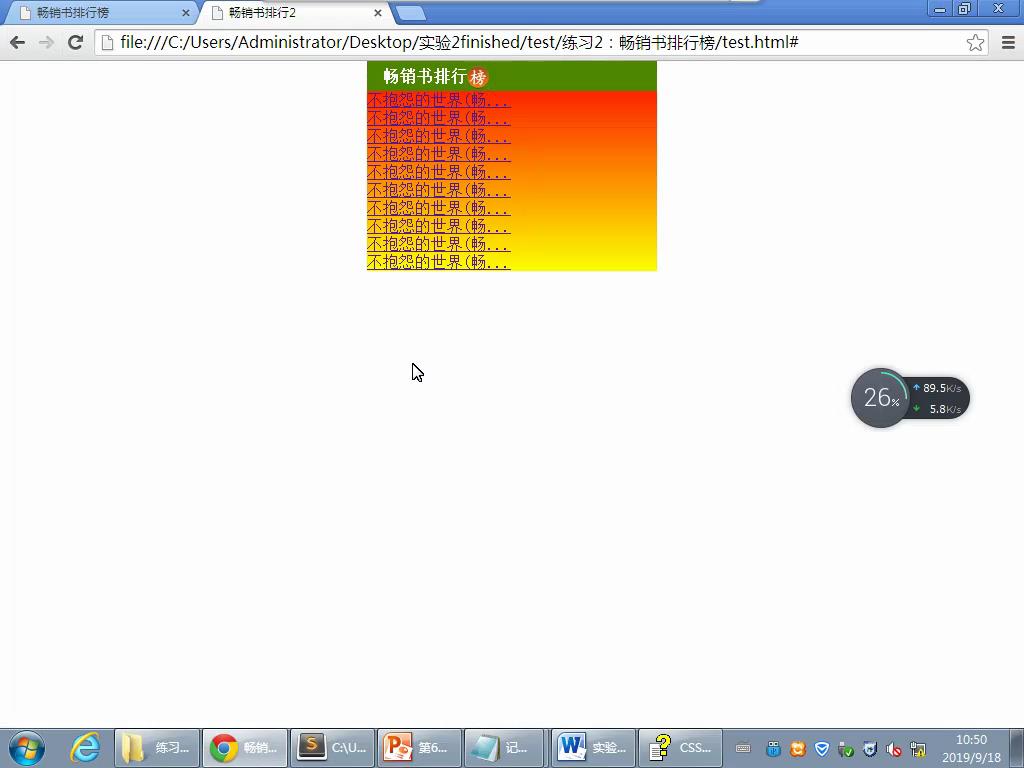 畅销书排行榜
畅销书排行2
file:///C:/Users/Administrator/Desktop/实验2finished/test/练习2：畅销书排行榜/test.html#
畅销书排行榜
不抱怨的世界(畅...
不抱怨的世界(畅...
不抱怨的世界(畅...
不抱怨的世界(畅...
不抱怨的世界(畅...
不抱怨的世界(畅...
不抱怨的世界(畅...
不抱怨的世界(畅...
不抱怨的世界(畅...
不抱怨的世界(畅...
26%
89.5K/s
5.8K/s
练习...
畅销...
C:\U...
第6...
记...
实验...
CSS...
10:50
2019/9/18